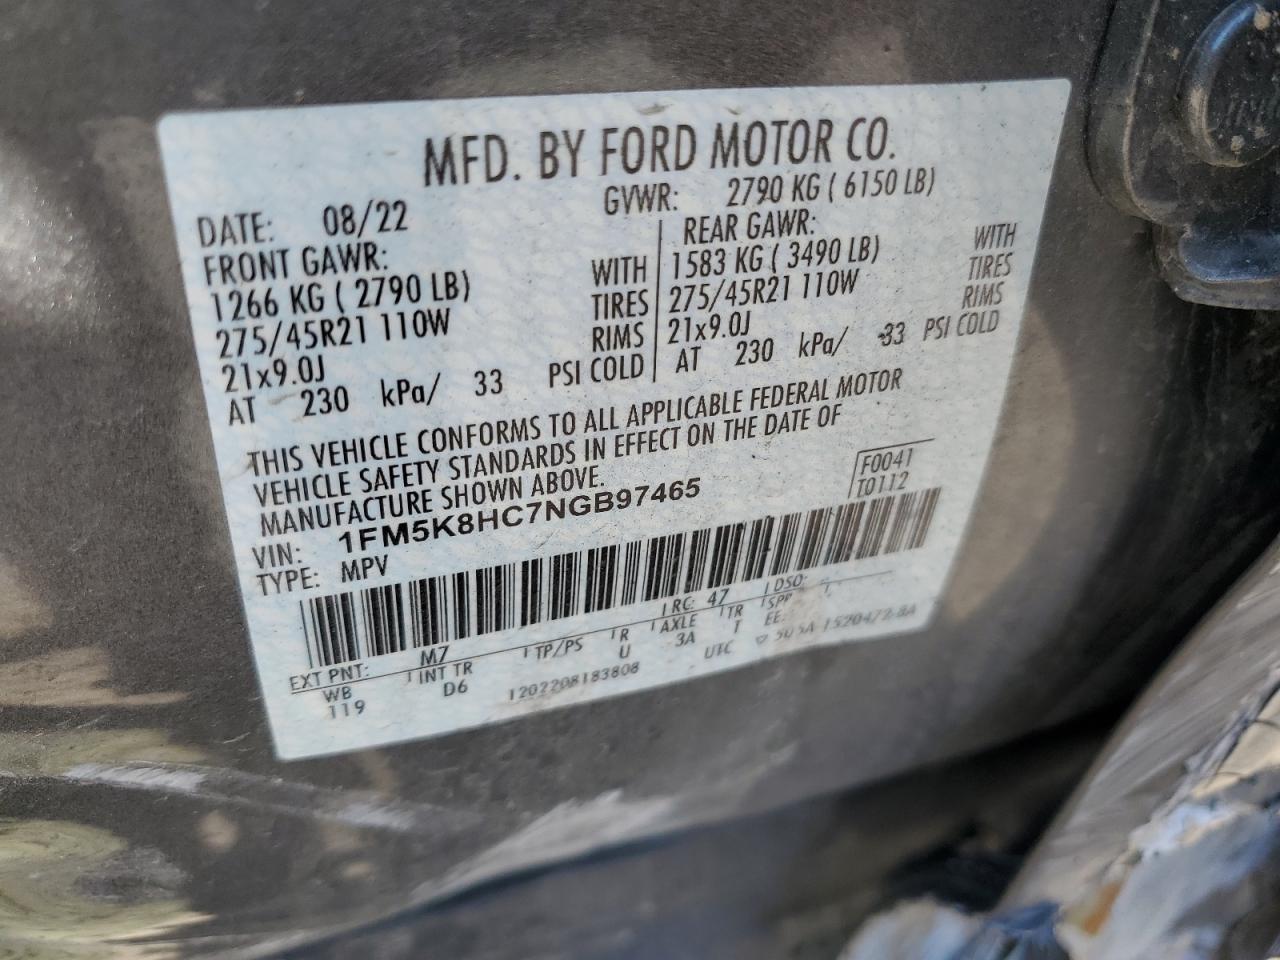 MFD. BY FORD MOTOR CO.
DATE: 08/22 GVWR: 2790 KG ( 6150 LB)
FRONT GAWR: REAR GAWR:
1266 KG ( 2790 LB) WITH 1583 KG ( 3490 LB) WITH
275/45R21 110W TIRES 275/45R21 110W TIRES
21x9.0J RIMS 21x9.0J RIMS
AT 230 kPa/ 33 PSI COLD AT 230 kPa/ 33 PSI COLD
THIS VEHICLE CONFORMS TO ALL APPLICABLE FEDERAL MOTOR
VEHICLE SAFETY STANDARDS IN EFFECT ON THE DATE OF
MANUFACTURE SHOWN ABOVE.
F0041
T0112
VIN: 1FM5K8HC7NGB97465
TYPE: MPV
EXT PNT: M7 RC: 47 DSO:
WB INT TR TP/PS R AXLE TR SPR
119 D6 U 3A T EE
1202208183808 UTC